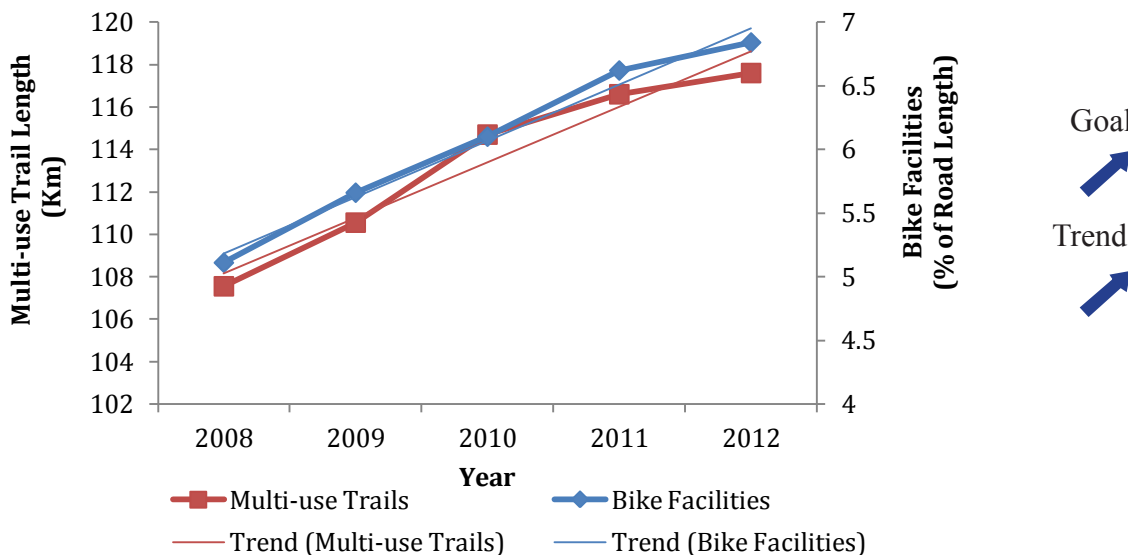 120
118
116
114
112
110
108
106
104
102
Multi-use Trail Length
(Km)
7
6.5
6
5.5
5
4.5
4
Bike Facilities
(% of Road Length)
2008 2009 2010 2011 2012
Year
Multi-use Trails Bike Facilities
Trend (Multi-use Trails) Trend (Bike Facilities)
Goal
Trend